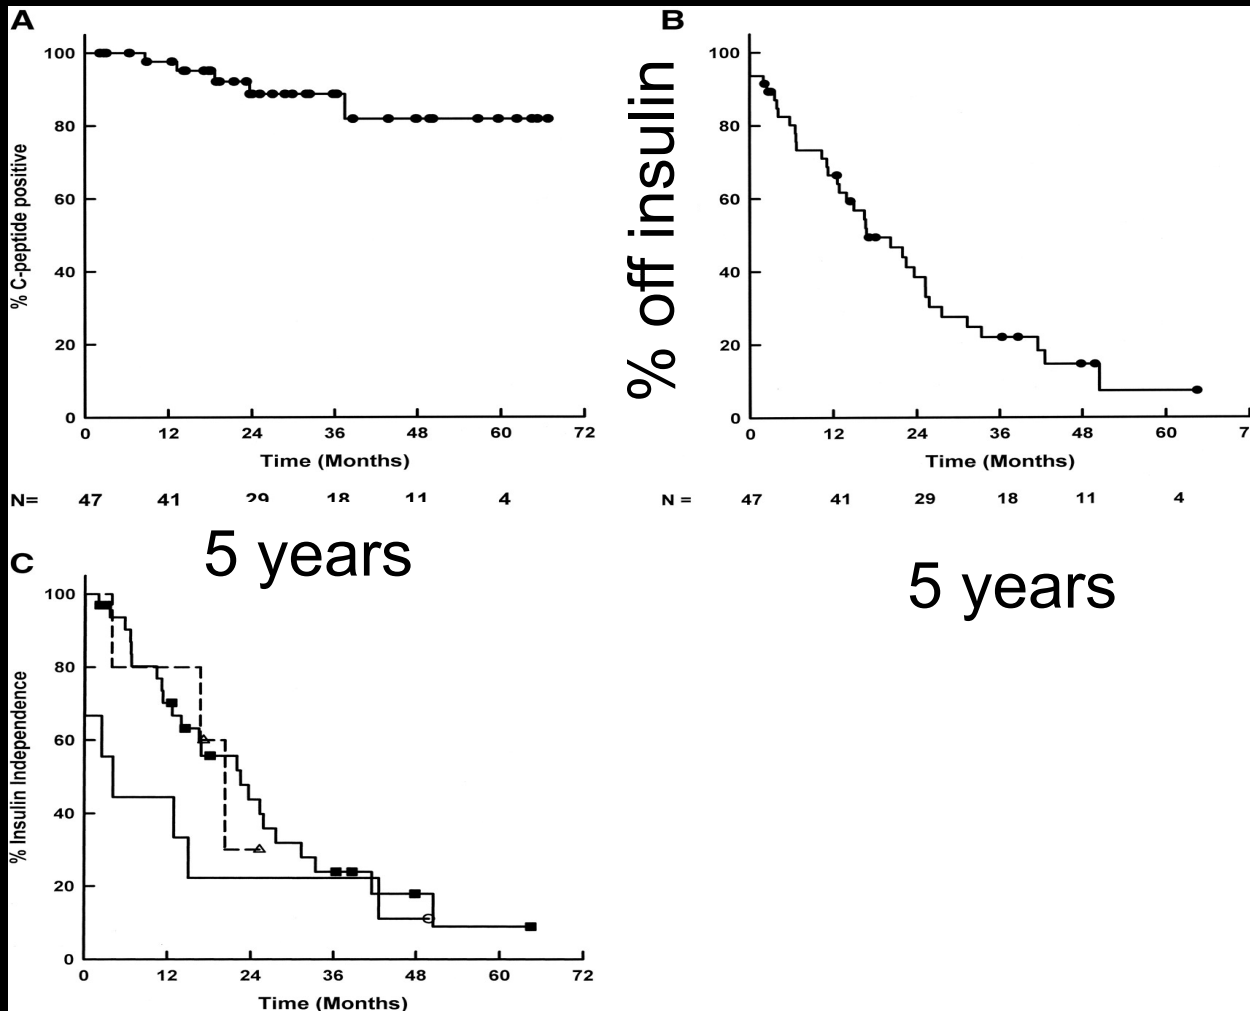 A
% C-peptide positive
100
80
60
40
20
0
0 12 24 36 48 60 72
Time (Months)
N= 47 41 29 18 11 4
5 years
B
% off insulin
100
80
60
40
20
0
0 12 24 36 48 60 7
Time (Months)
N = 47 41 29 18 11 4
5 years
C
% Insulin Independence
100
80
60
40
20
0
0 12 24 36 48 60 72
Time (Months)